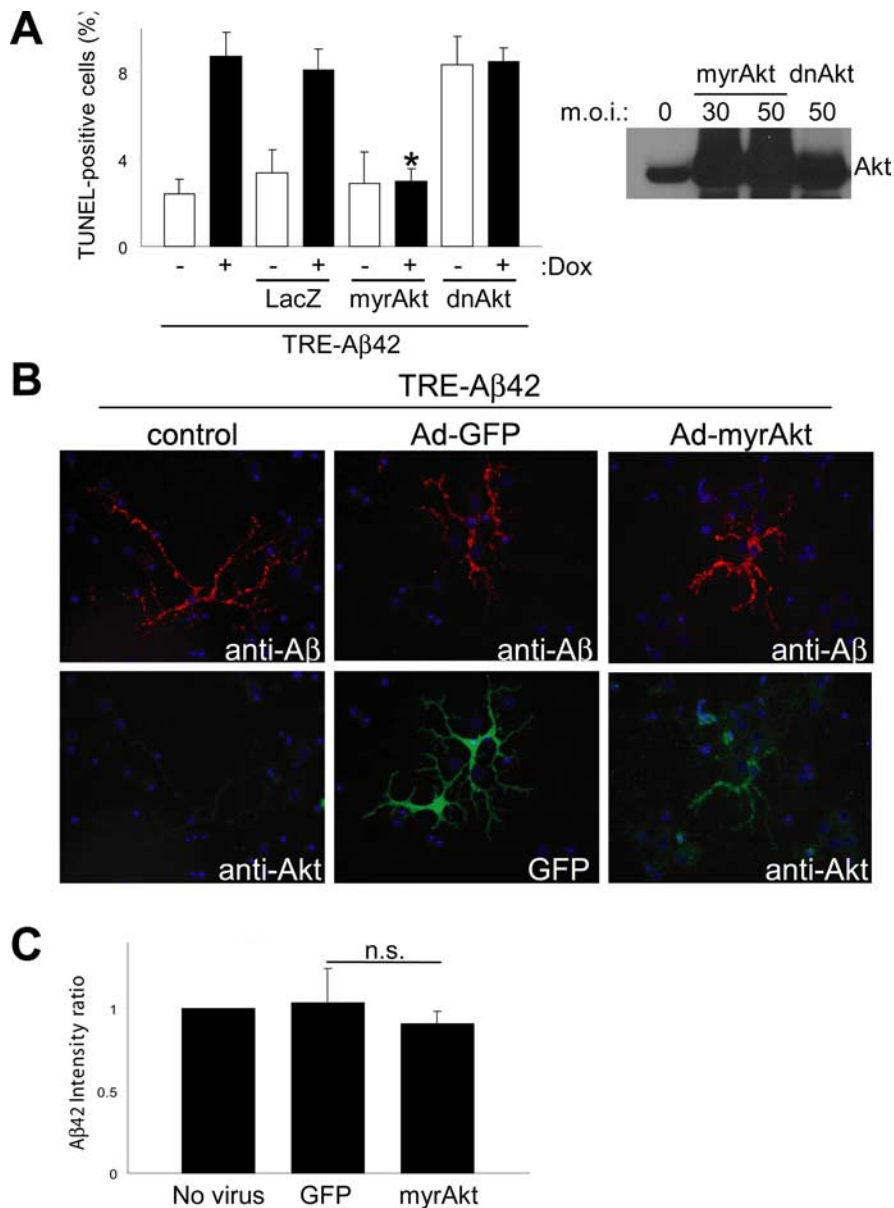 A
TUNEL-positive cells (%)
8
4
0
- + - + - + - + :Dox
LacZ myrAkt dnAkt
TRE-Aβ42
*
myrAkt dnAkt
m.o.i.: 0 30 50 50
Akt
B
TRE-Aβ42
control Ad-GFP Ad-myrAkt
anti-Aβ anti-Aβ anti-Aβ
anti-Akt GFP anti-Akt
C
Aβ42 Intensity ratio
n.s.
1
0.5
0
No virus GFP myrAkt